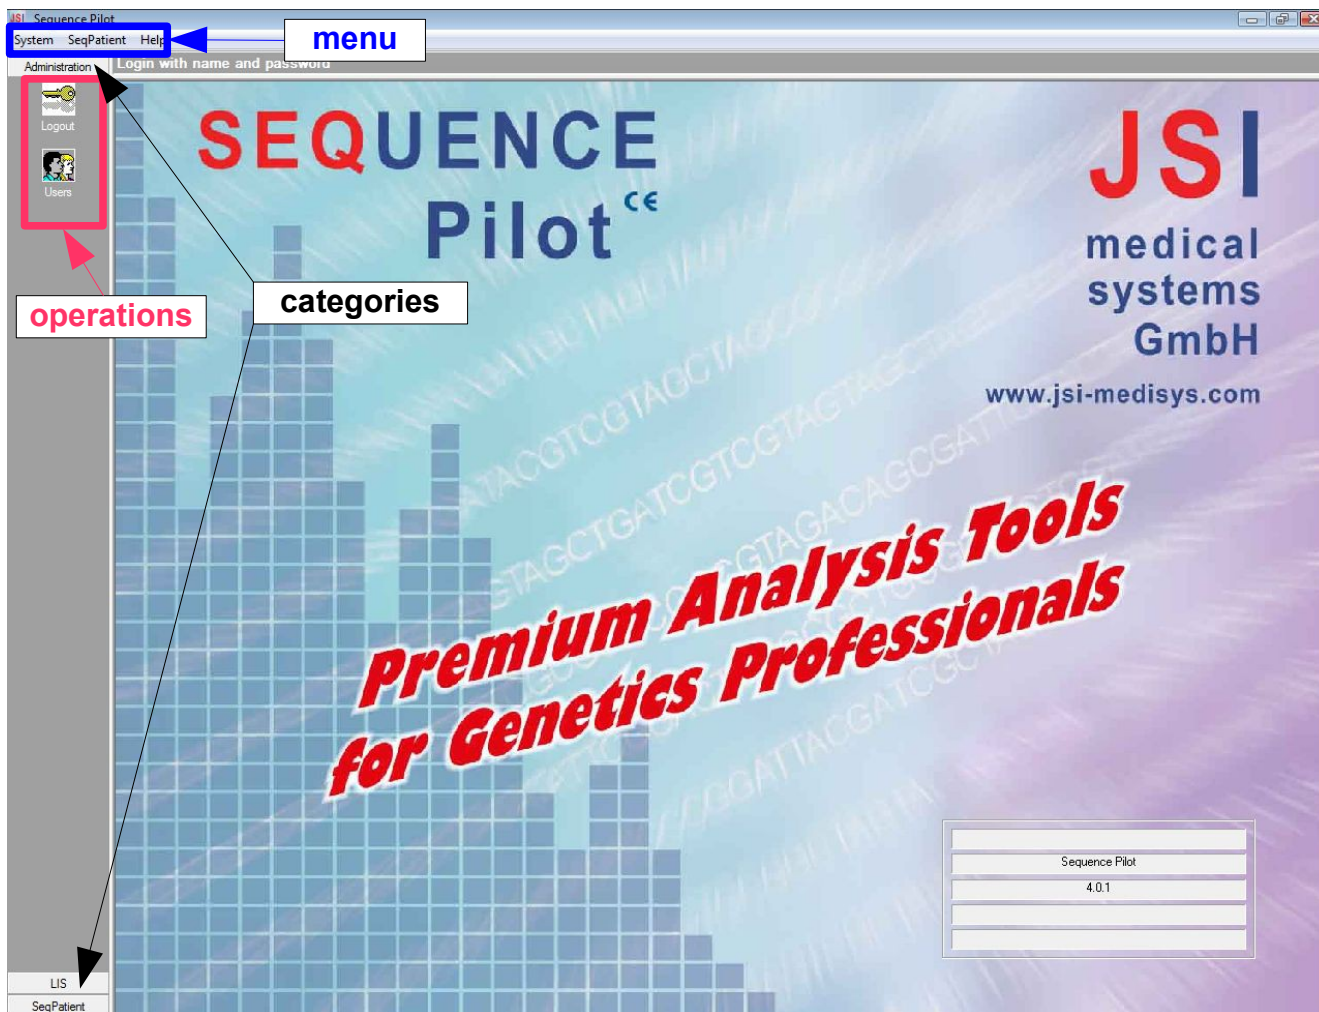 JSI Sequence Pilot
System SeqPatient Help
menu
Administration
Login with name and password
Logout
Users
operations
categories
SEQUENCE
Pilot CE
JSI
medical
systems
GmbH
www.jsi-medisys.com
Premium Analysis Tools
for Genetics Professionals
Sequence Pilot
4.0.1
LIS
SeqPatient